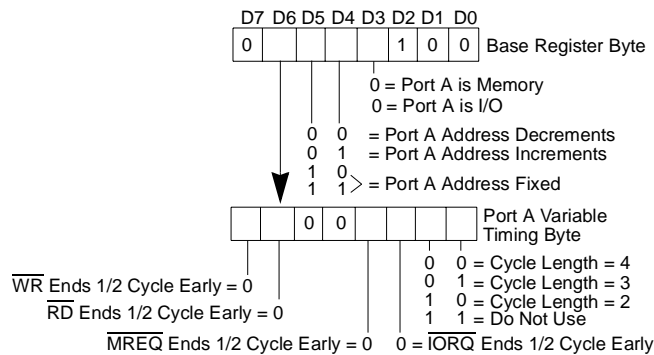 D7 D6 D5 D4 D3 D2 D1 D0
0 1 0 0 Base Register Byte
0 = Port A is Memory
0 = Port A is I/O
0 0 = Port A Address Decrements
0 1 = Port A Address Increments
1 0
1 1 > = Port A Address Fixed
0 0 Port A Variable
Timing Byte
0 0 = Cycle Length = 4
WR Ends 1/2 Cycle Early = 0
0 1 = Cycle Length = 3
1 0 = Cycle Length = 2
RD Ends 1/2 Cycle Early = 0
1 1 = Do Not Use
MREQ Ends 1/2 Cycle Early = 0 0 = IORQ Ends 1/2 Cycle Early